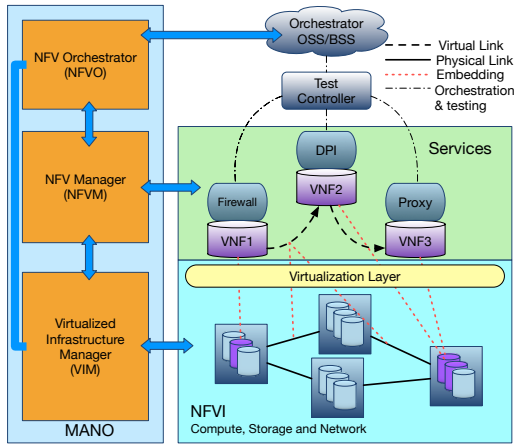 NFV Orchestrator
(NFVO)
NFV Manager
(NFVM)
Virtualized
Infrastructure
Manager
(VIM)
MANO
Orchestrator
OSS/BSS
Test
Controller
Virtual Link
Physical Link
Embedding
Orchestration
& testing
Services
DPI
VNF2
Firewall
VNF1
Proxy
VNF3
Virtualization Layer
NFVI
Compute, Storage and Network